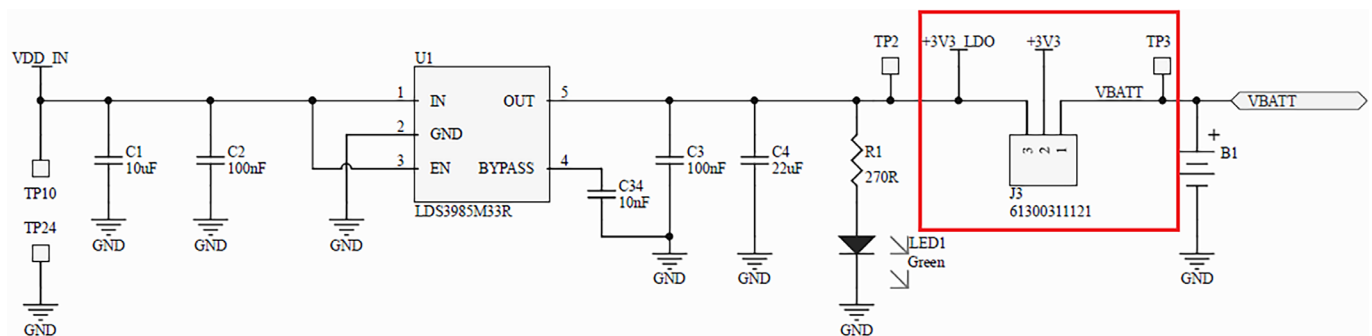 VDD_IN
TP10
TP24
GND
C1
10uF
GND
C2
100nF
GND
U1
1
IN
OUT
5
2
GND
3
EN
BYPASS
4
LDS3985M33R
GND
C34
10nF
C3
100nF
GND
C4
22uF
GND
R1
270R
LED1
Green
GND
TP2
+3V3_LDO
+3V3
TP3
VBATT
3
2
1
J3
61300311121
VBATT
+
B1
GND